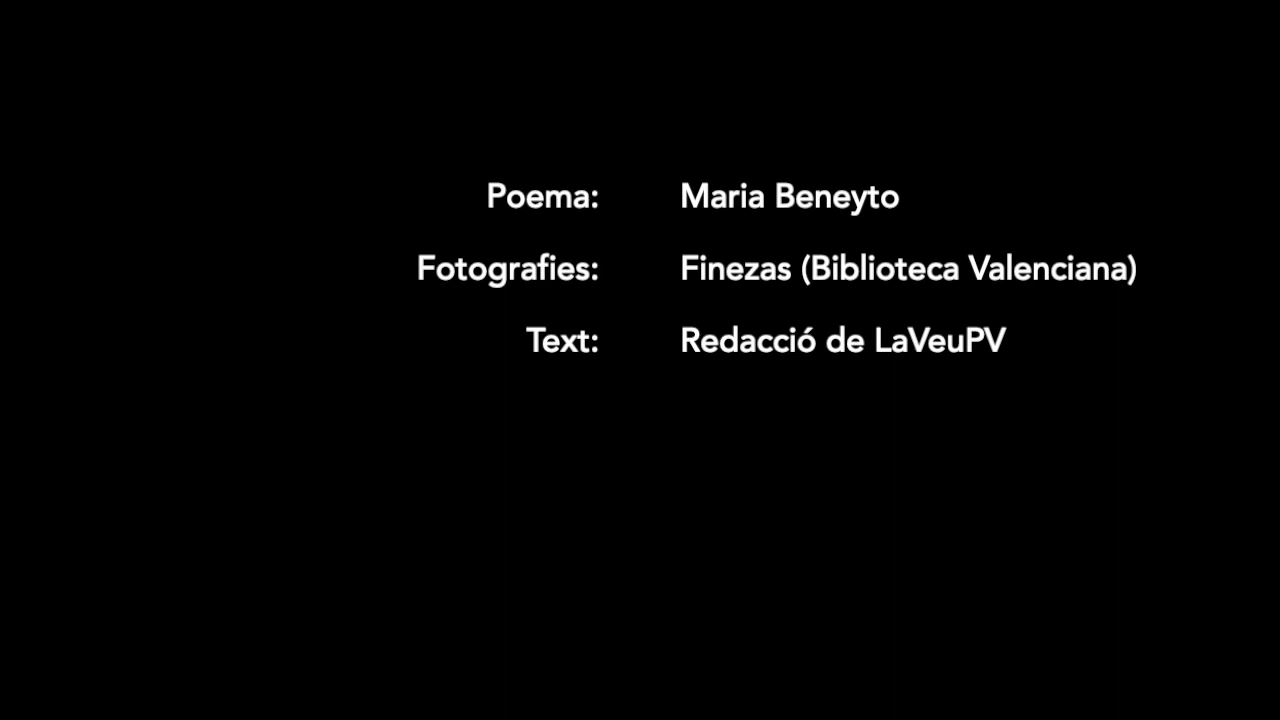 Poema: Maria Beneyto
Fotografies: Finezas (Biblioteca Valenciana)
Text: Redacció de LaVeuPV